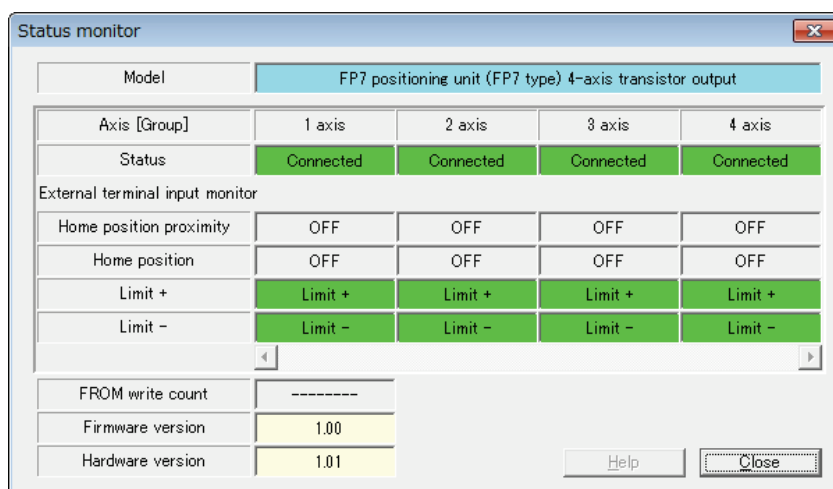 Status monitor
Model FP7 positioning unit (FP7 type) 4-axis transistor output
Axis [Group] 1 axis 2 axis 3 axis 4 axis
Status Connected Connected Connected Connected
External terminal input monitor
Home position proximity OFF OFF OFF OFF
Home position OFF OFF OFF OFF
Limit + Limit + Limit + Limit + Limit +
Limit - Limit - Limit - Limit - Limit -
FROM write count --------
Firmware version 1.00
Hardware version 1.01
Help Close